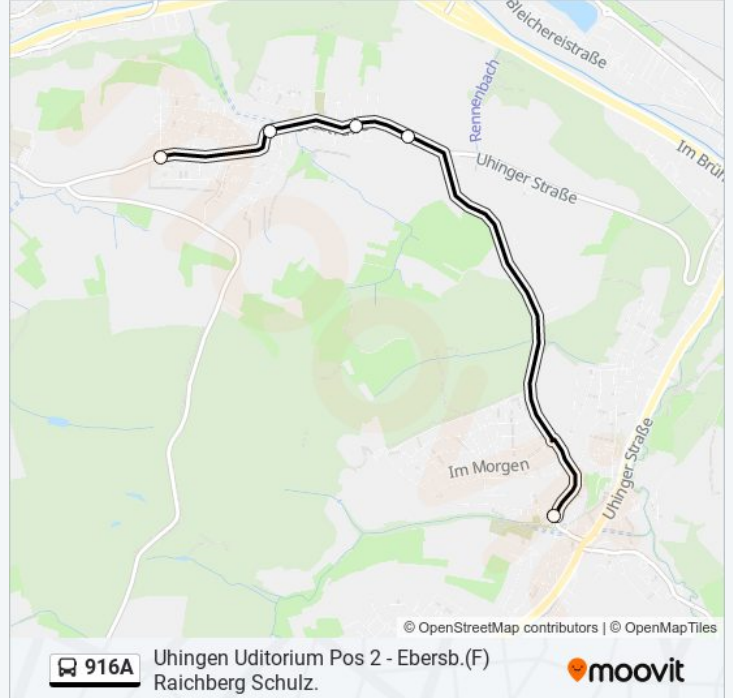 Bleichereistraße
Rennenbach
Im Brüh
Uhinger Straße
Im Morgen
Uhinger Straße
© OpenStreetMap contributors | © OpenMapTiles
916A
Uhingen Uditorium Pos 2 - Ebersb.(F)
Raichberg Schulz.
moovit